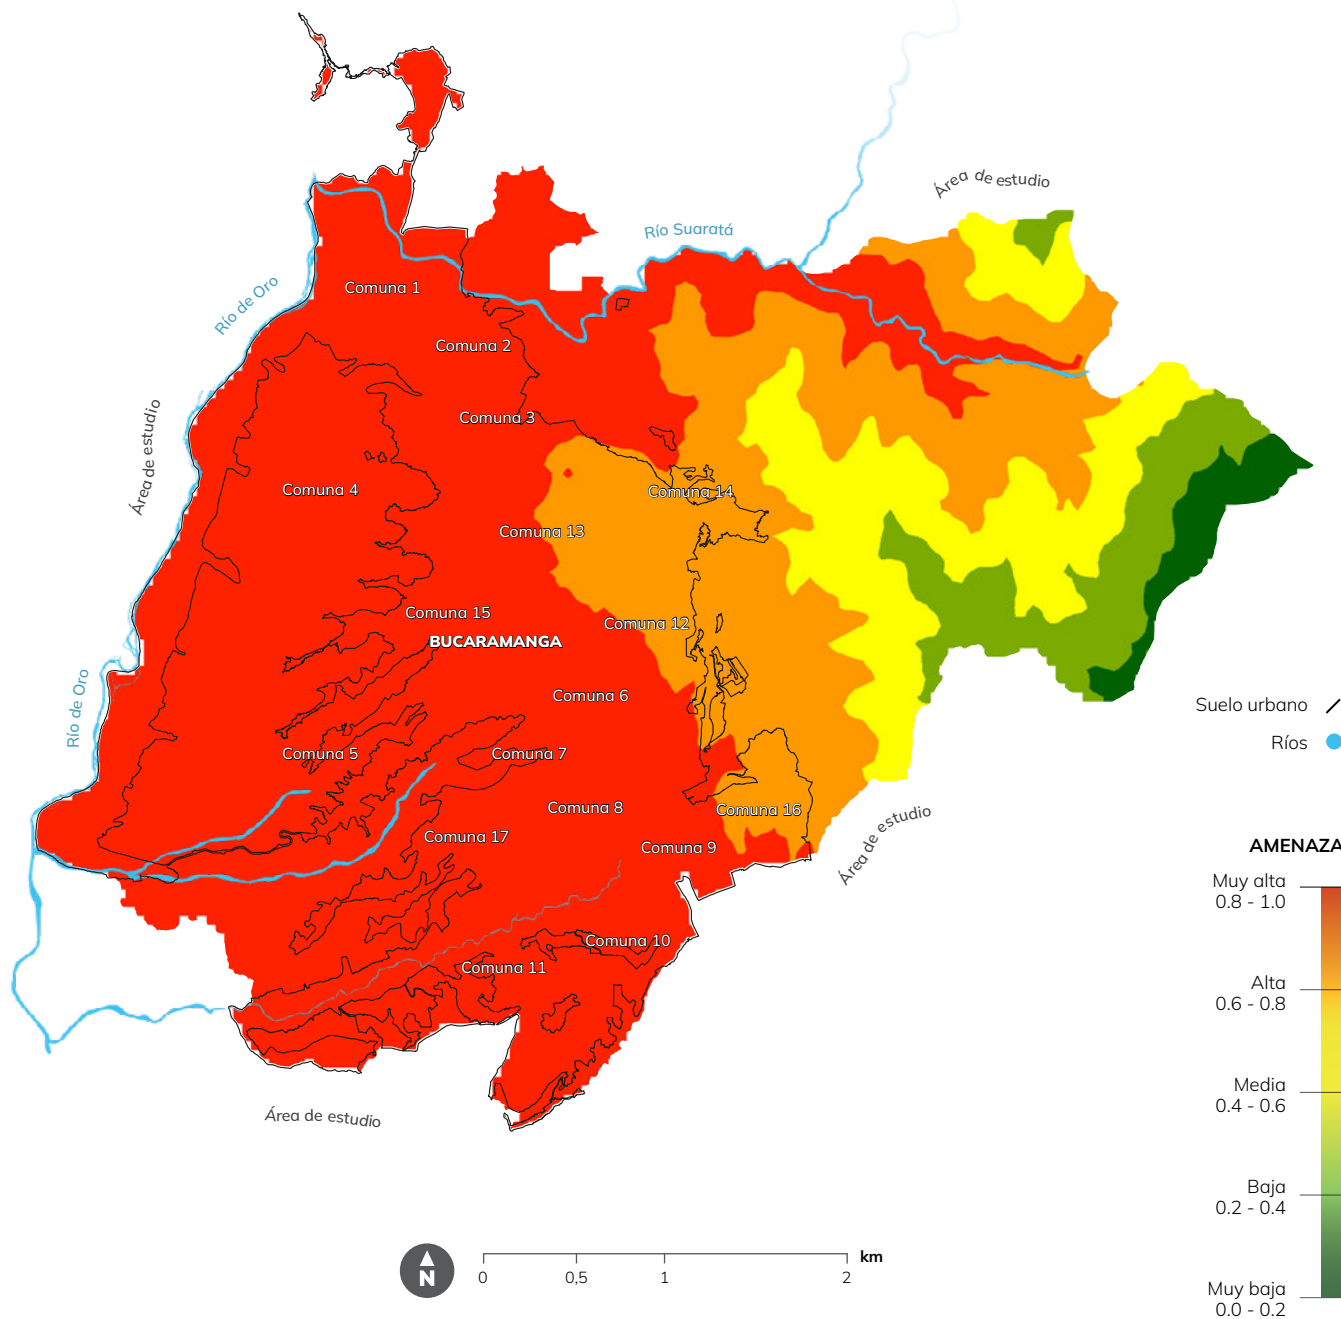 Área de estudio
Río Suaratá
Río de Oro
Comuna 1
Comuna 2
Comuna 3
Área de estudio
Comuna 4
Comuna 14
Comuna 13
Comuna 15
Comuna 12
BUCARAMANGA
Río de Oro
Comuna 6
Suelo urbano
Ríos
Comuna 5
Comuna 7
Comuna 8
Comuna 16
Área de estudio
Comuna 17
Comuna 9
AMENAZA
Muy alta
0.8 - 1.0
Comuna 10
Comuna 11
Alta
0.6 - 0.8
Media
0.4 - 0.6
Área de estudio
Baja
0.2 - 0.4
Muy baja
0.0 - 0.2
N
km
0 0,5 1 2